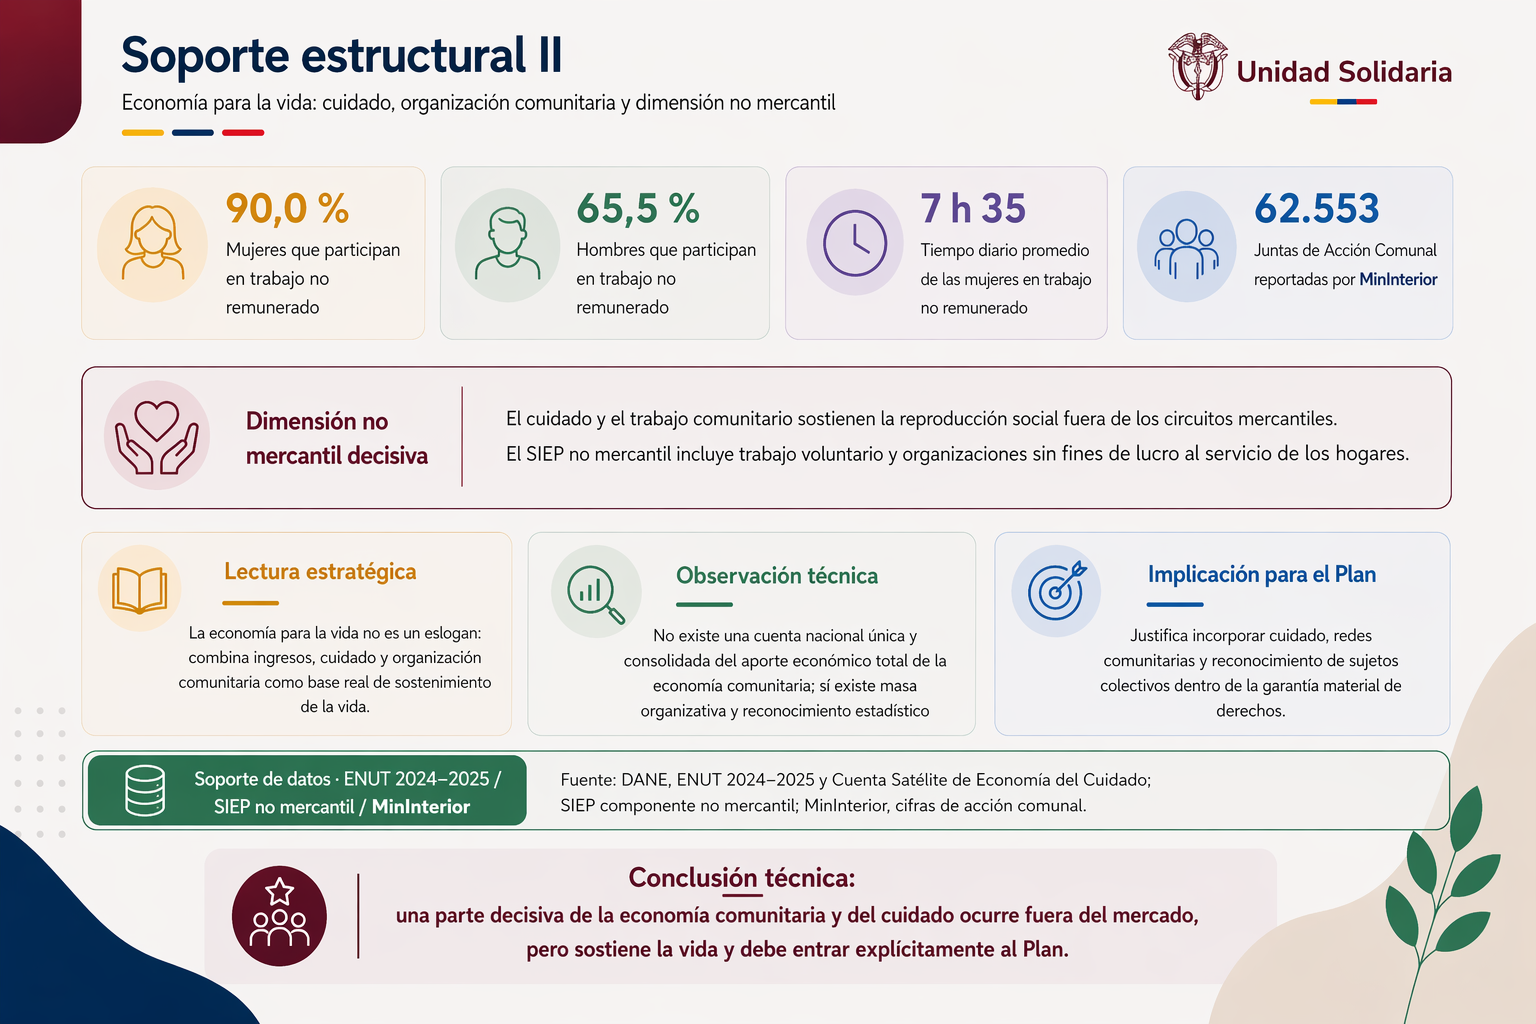 Soporte estructural II
Economía para la vida: cuidado, organización comunitaria y dimensión no mercantil
Unidad Solidaria
90,0 %
Mujeres que participan
en trabajo no
remunerado
65,5 %
Hombres que participan
en trabajo no
remunerado
7 h 35
Tiempo diario promedio
de las mujeres en trabajo
no remunerado
62.553
Juntas de Acción Comunal
reportadas por MinInterior
Dimensión no
mercantil decisiva
El cuidado y el trabajo comunitario sostienen la reproducción social fuera de los circuitos mercantiles.
El SIEP no mercantil incluye trabajo voluntario y organizaciones sin fines de lucro al servicio de los hogares.
Lectura estratégica
La economía para la vida no es un eslogan:
combina ingresos, cuidado y organización
comunitaria como base real de sostenimiento
de la vida.
Observación técnica
No existe una cuenta nacional única y
consolidada del aporte económico total de la
economía comunitaria; sí existe masa
organizativa y reconocimiento estadístico
Implicación para el Plan
Justifica incorporar cuidado, redes
comunitarias y reconocimiento de sujetos
colectivos dentro de la garantía material de
derechos.
Soporte de datos · ENUT 2024–2025 /
SIEP no mercantil / MinInterior
Fuente: DANE, ENUT 2024–2025 y Cuenta Satélite de Economía del Cuidado;
SIEP componente no mercantil; MinInterior, cifras de acción comunal.
Conclusión técnica:
una parte decisiva de la economía comunitaria y del cuidado ocurre fuera del mercado,
pero sostiene la vida y debe entrar explícitamente al Plan.